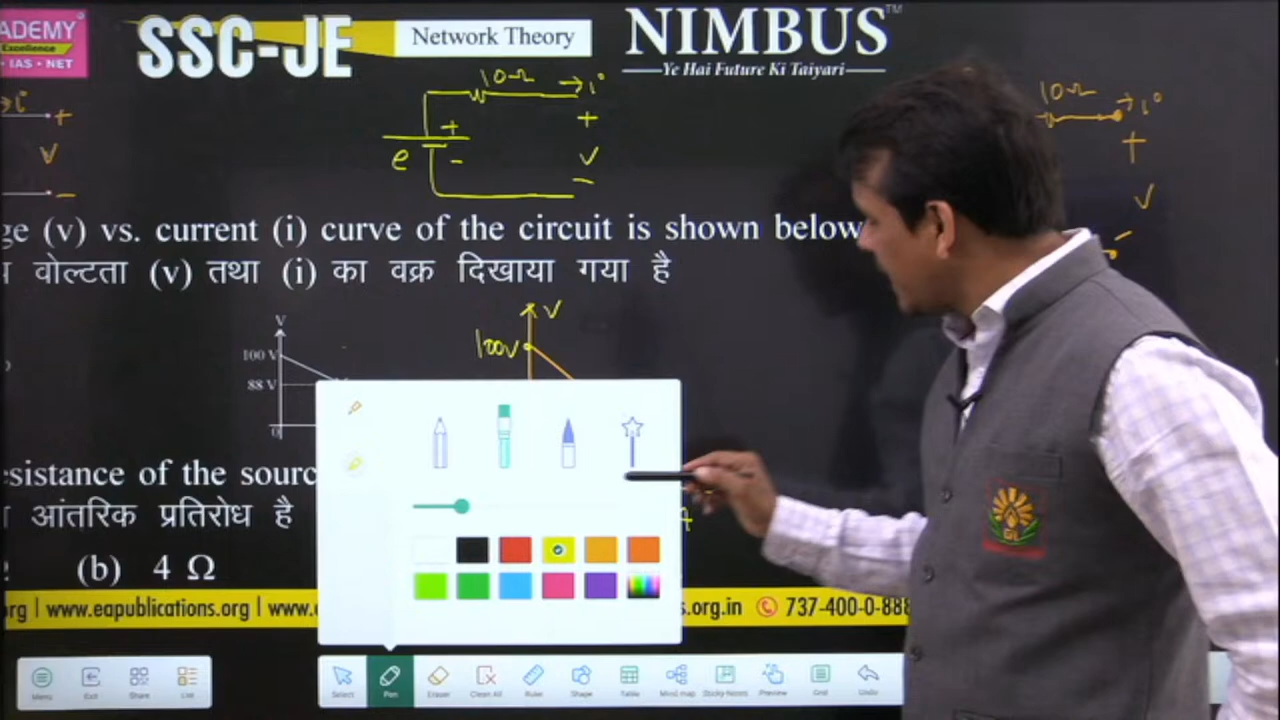 ADEMY
Excellence
• IAS • NET
SSC-JE
Network Theory
NIMBUS™
Ye Hai Future Ki Taiyari
i
+
V
-
10Ω
i
+
e
-
+
V
-
10Ω
i
+
V
-
ge (v) vs. current (i) curve of the circuit is shown below
वोल्टता (v) तथा (i) का वक्र दिखाया गया है
V
100 V
88 V
0
V
100V
esistance of the sourc
आंतरिक प्रतिरोध है
(b) 4 Ω
A
rg | www.eapublications.org | www.
s.org.in 737-400-0-888
Menu
Exit
Share
List
Select
Pen
Eraser
Clean All
Ruler
Shape
Table
Mind map
Sticky Notes
Preview
Grid
Undo